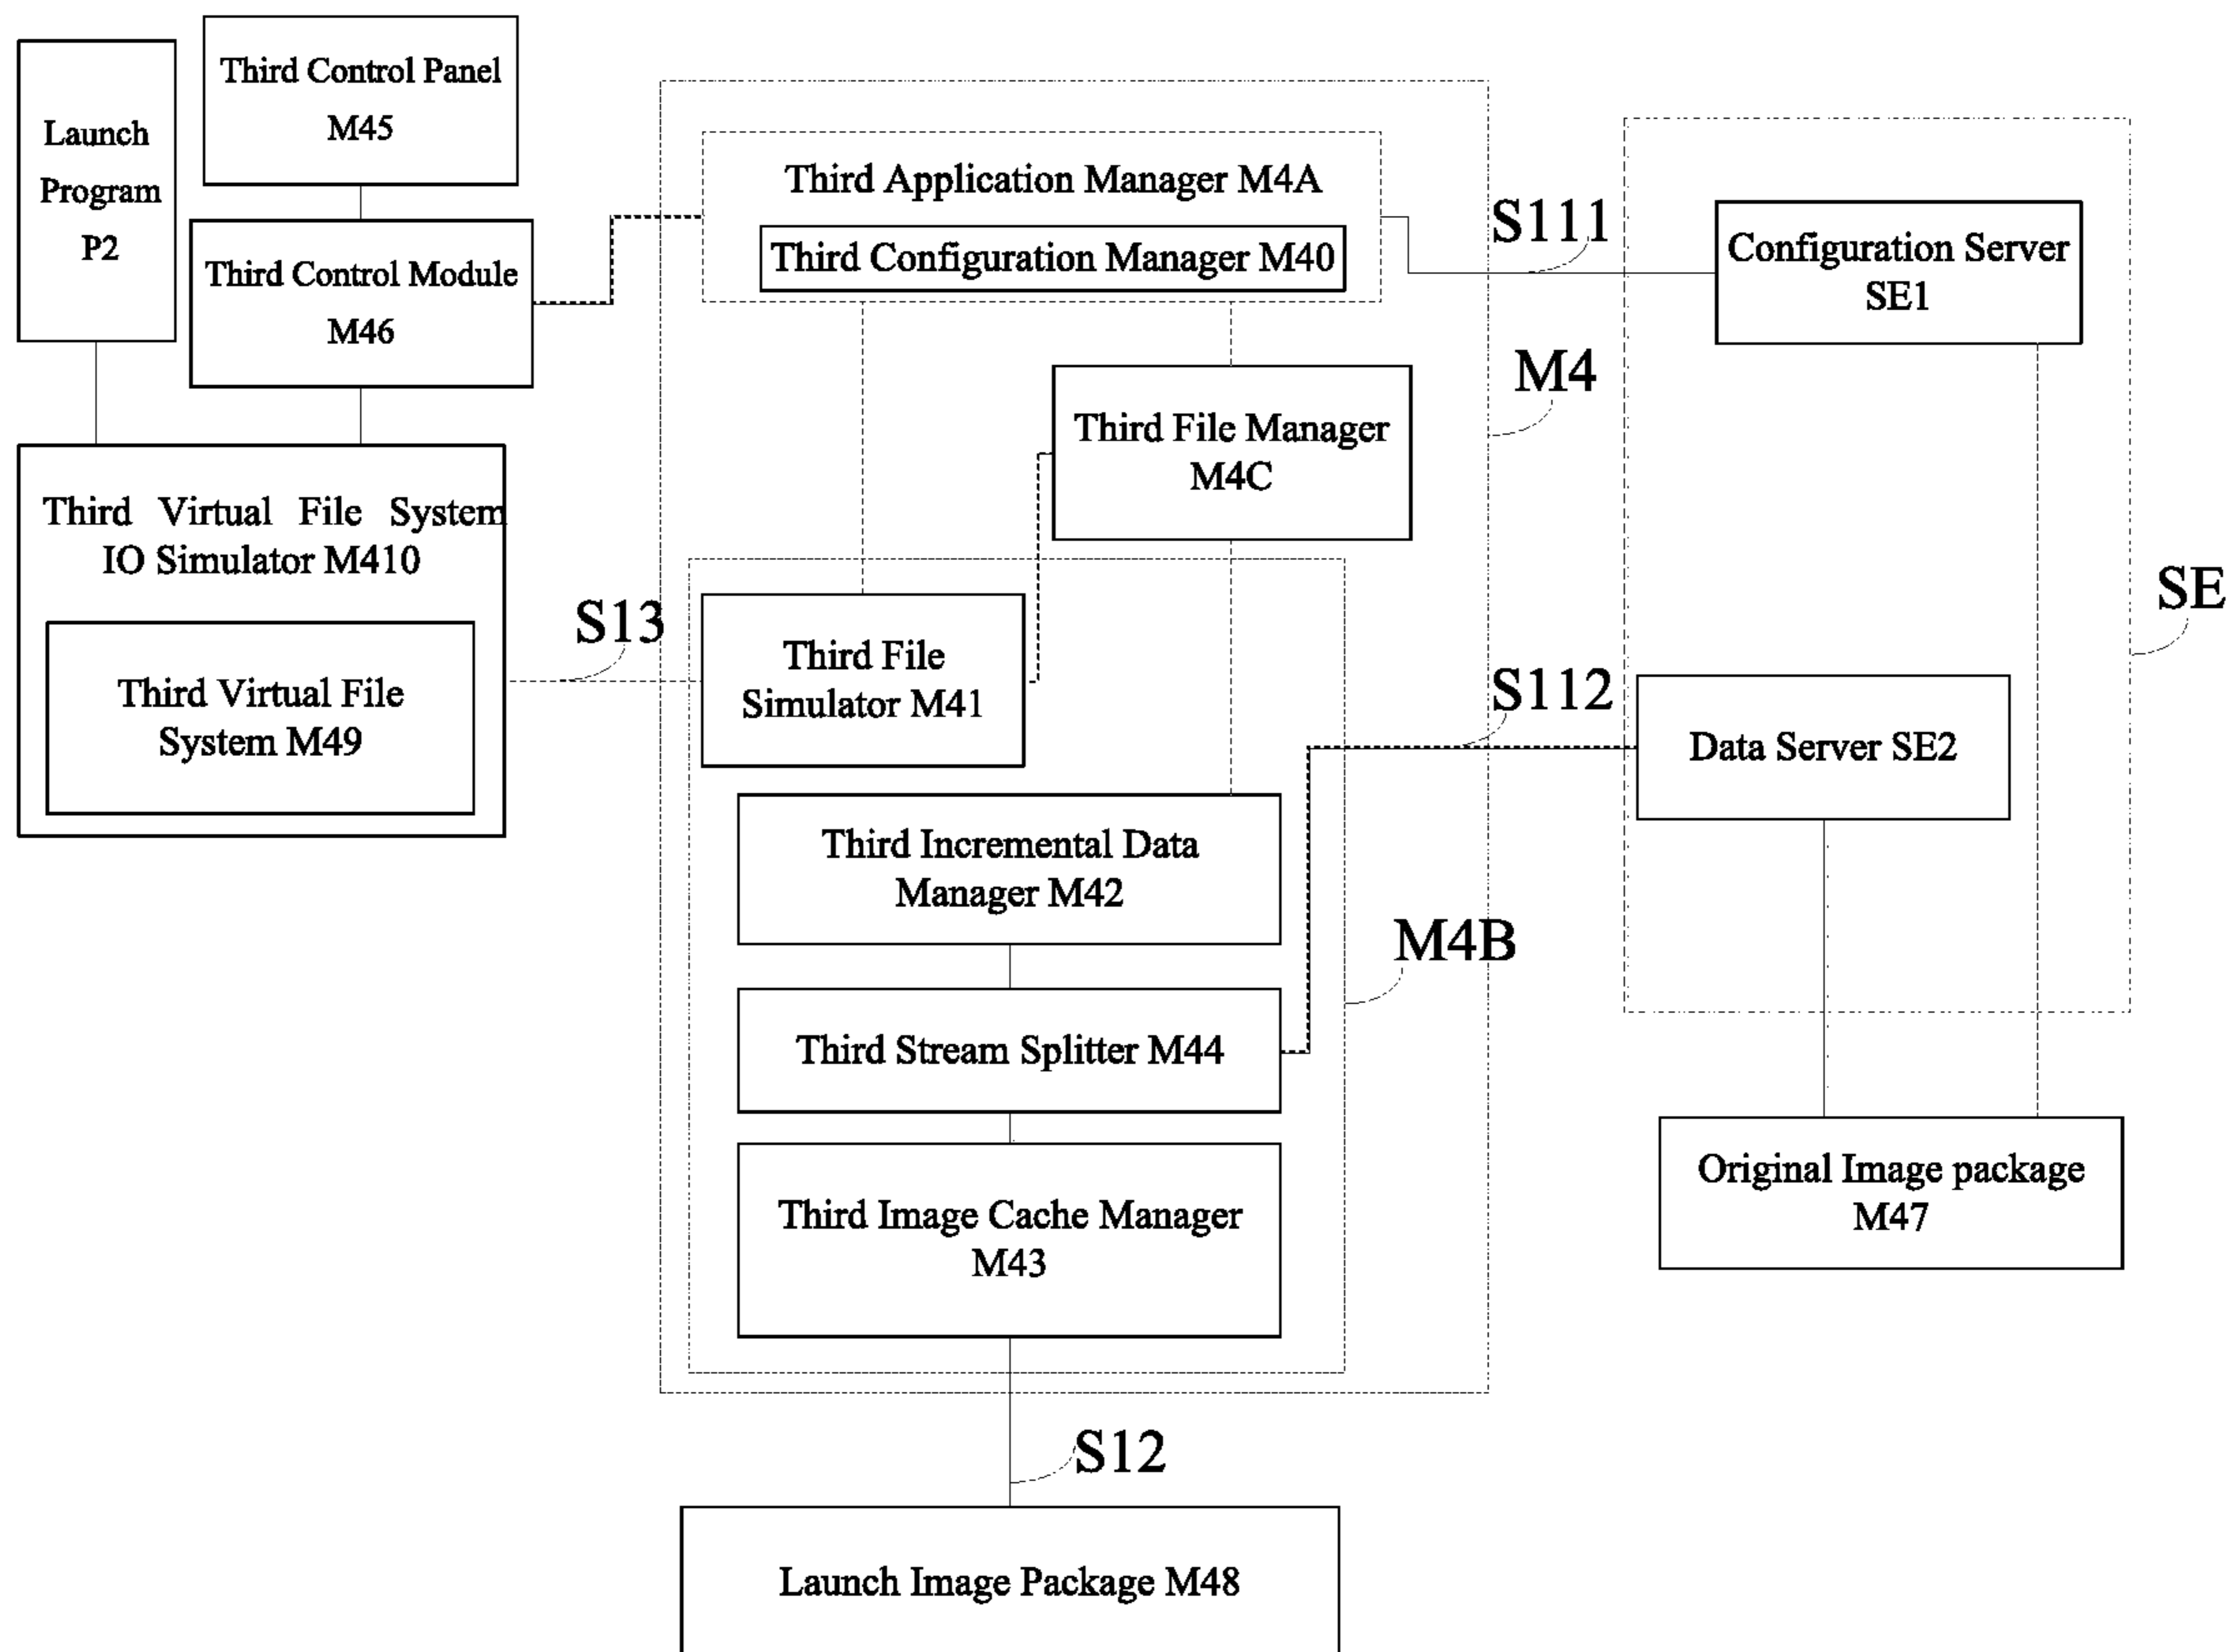 Third Control Panel
M45
Launch
Program
P2
Third Control Module
M46
Third Application Manager M4A
Third Configuration Manager M40
S111
Configuration Server
SE1
M4
Third File Manager
M4C
Third Virtual File System
IO Simulator M410
Third Virtual File
System M49
S13
Third File
Simulator M41
S112
SE
Data Server SE2
Third Incremental Data
Manager M42
M4B
Third Stream Splitter M44
Third Image Cache Manager
M43
Original Image package
M47
S12
Launch Image Package M48